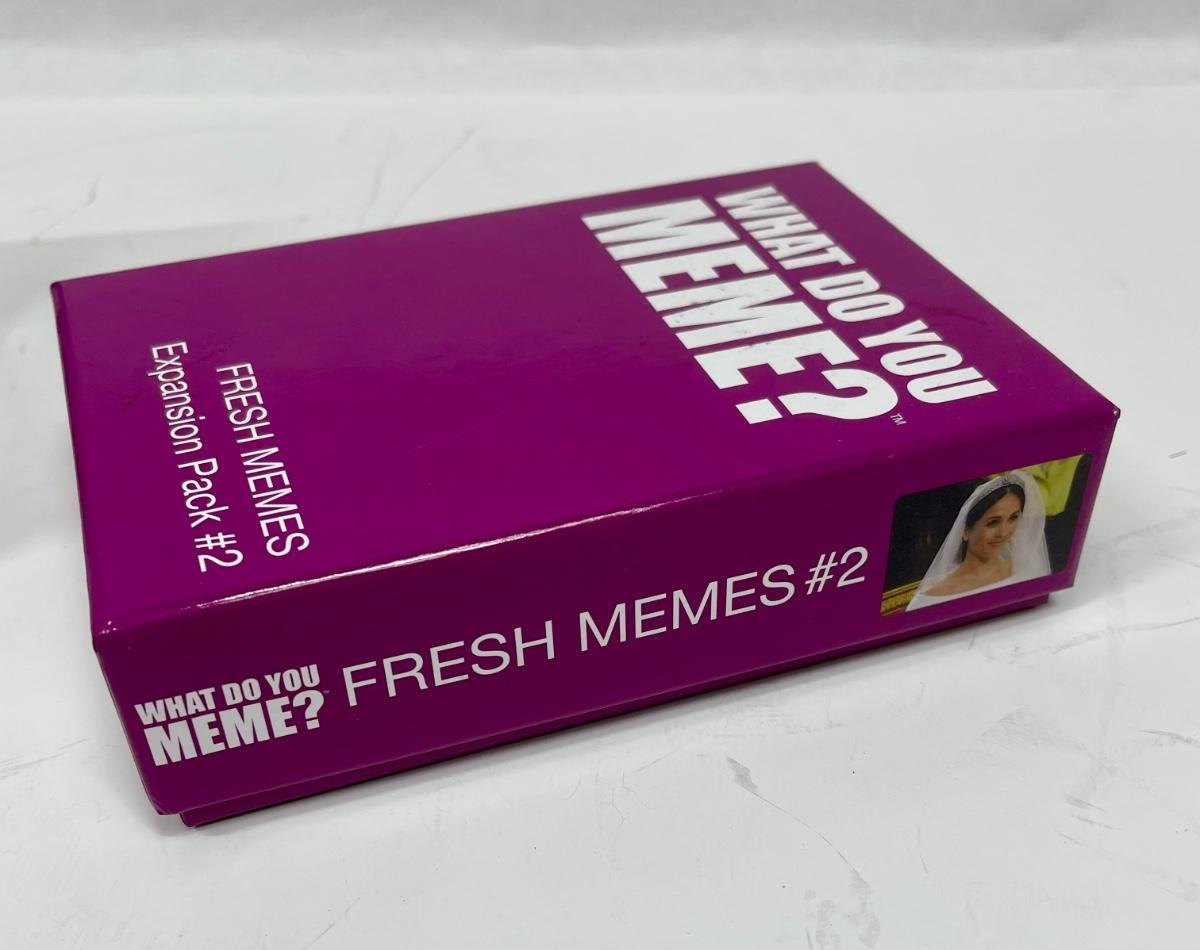 WHAT DO YOU
MEME?™
FRESH MEMES
Expansion Pack #2
WHAT DO YOU
MEME?™
FRESH MEMES #2